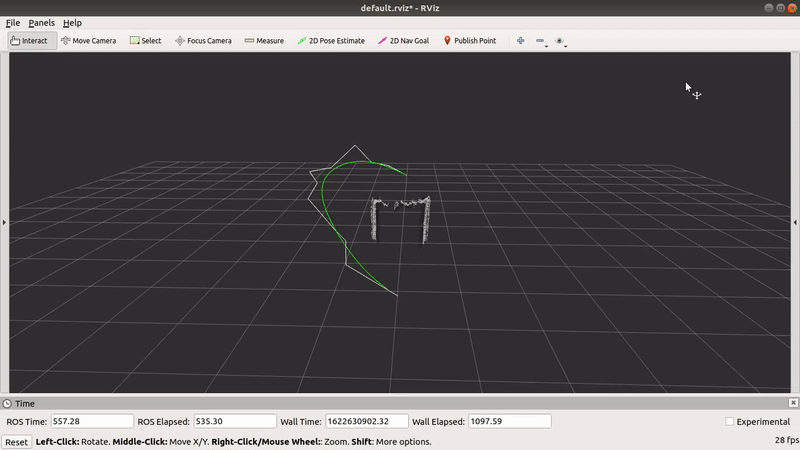 default.rviz* - RViz
File Panels Help
Interact Move Camera Select Focus Camera Measure 2D Pose Estimate 2D Nav Goal Publish Point
Time
ROS Time: 557.28 ROS Elapsed: 535.30 Wall Time: 1622630902.32 Wall Elapsed: 1097.59 Experimental
Reset Left-Click: Rotate. Middle-Click: Move X/Y. Right-Click/Mouse Wheel:: Zoom. Shift: More options. 28 fps